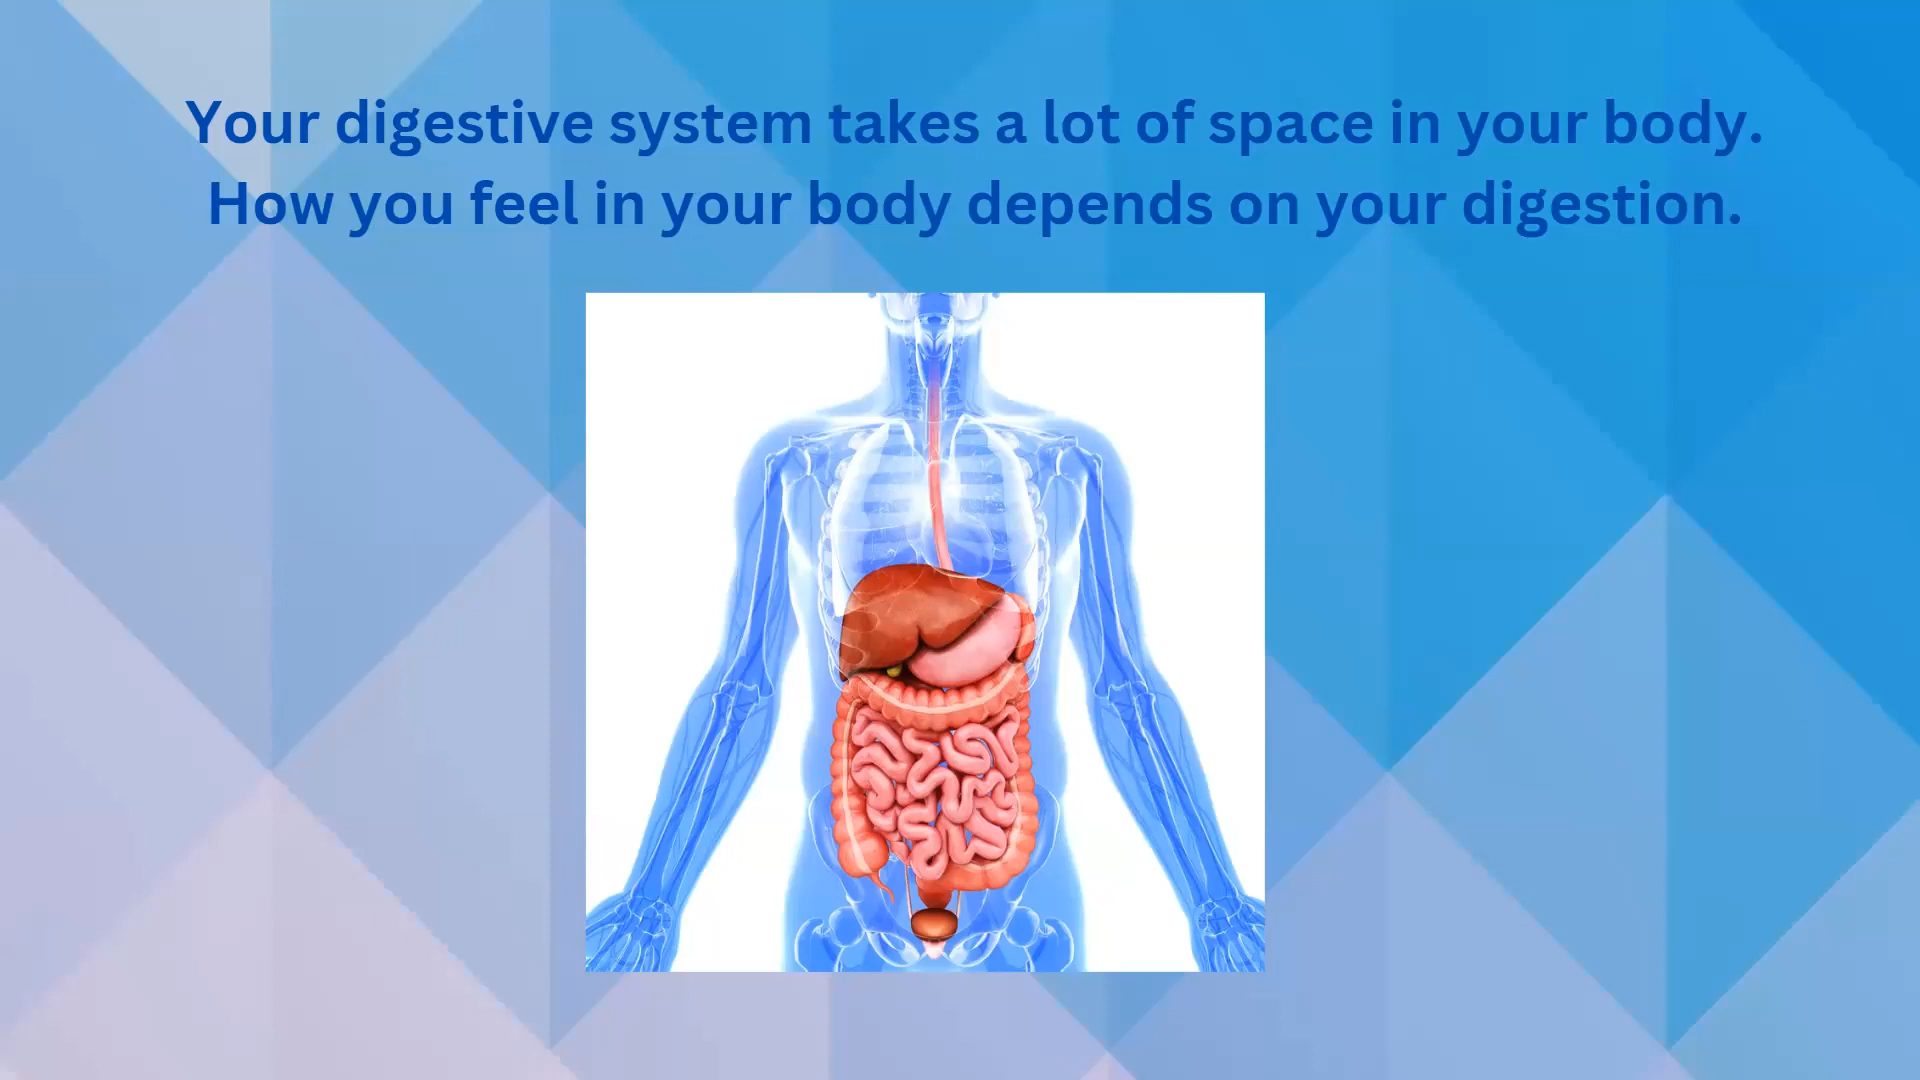 Your digestive system takes a lot of space in your body.
How you feel in your body depends on your digestion.